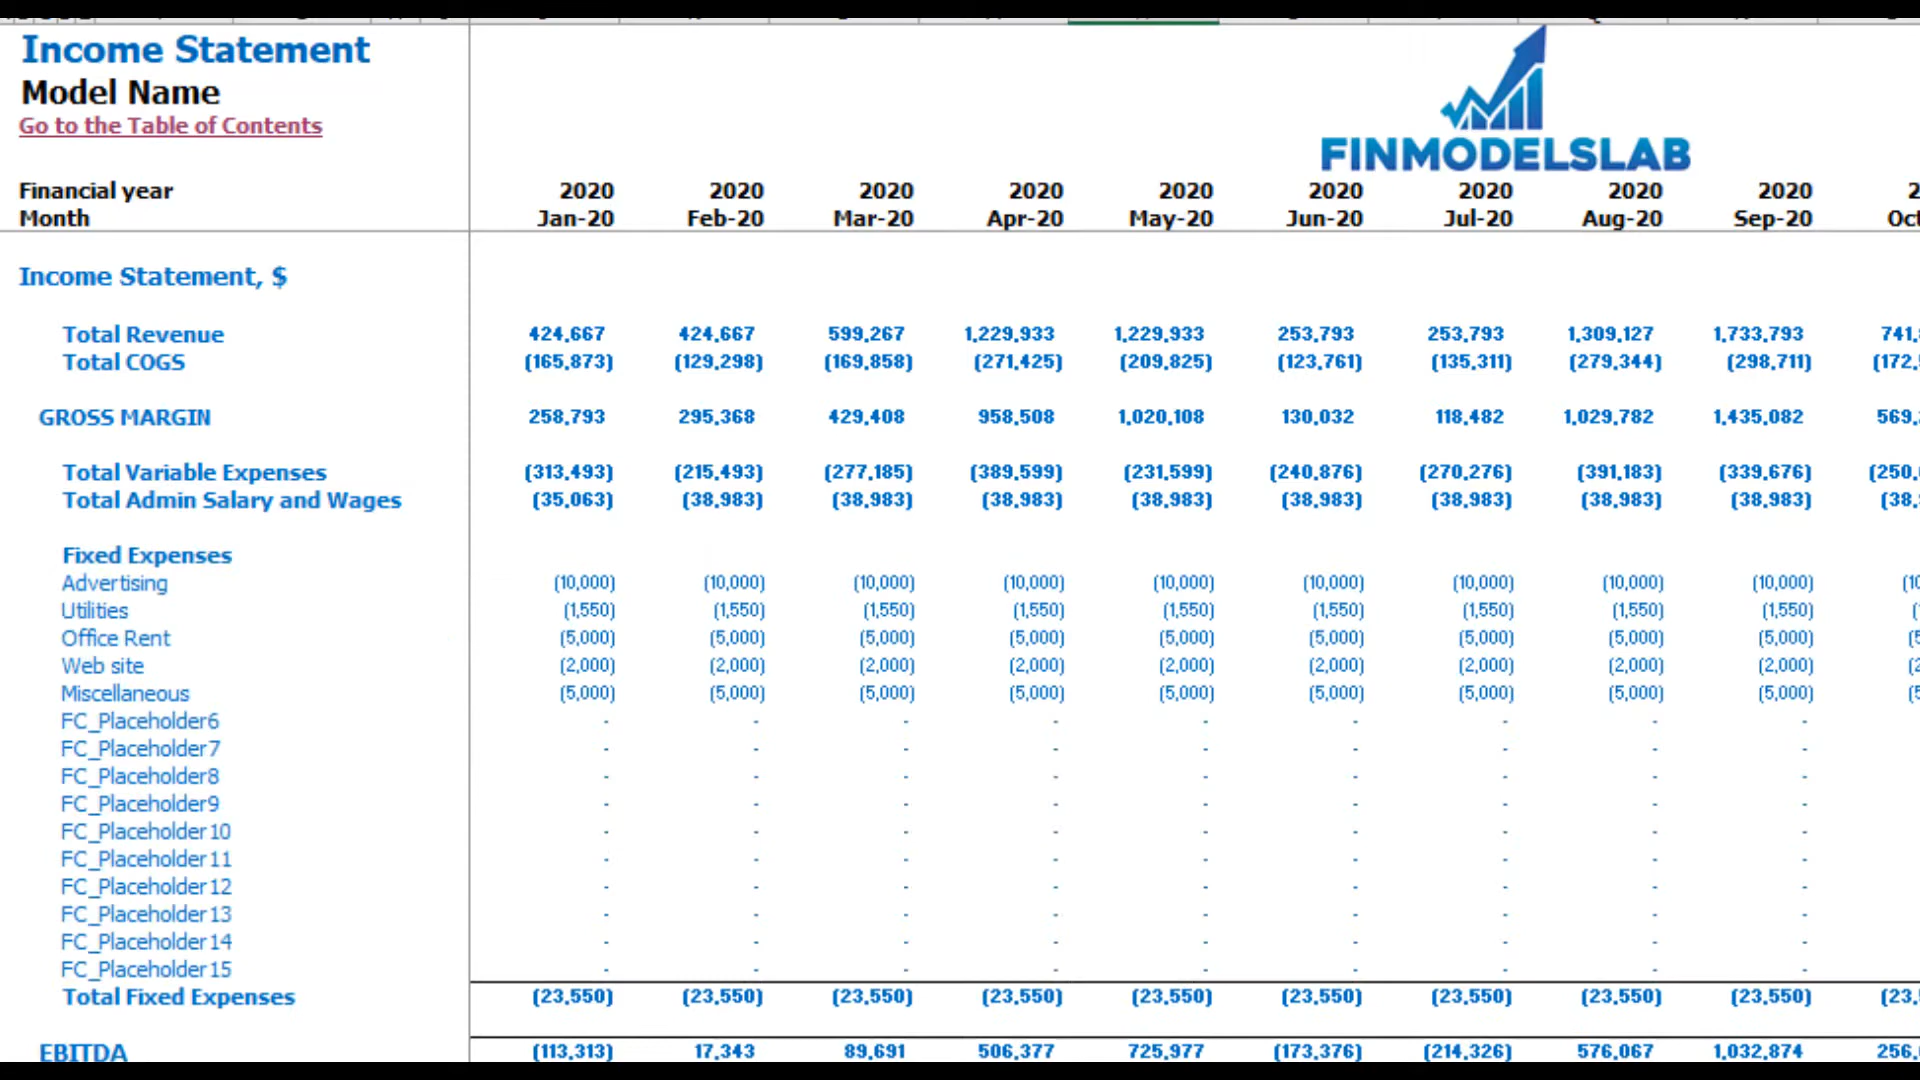 Income Statement
Model Name
Go to the Table of Contents
FINMODELSLAB
Financial year 2020 2020 2020 2020 2020 2020 2020 2020 2020
Month Jan-20 Feb-20 Mar-20 Apr-20 May-20 Jun-20 Jul-20 Aug-20 Sep-20 Oct
Income Statement, $
Total Revenue 424,667 424,667 599,267 1,229,933 1,229,933 253,793 253,793 1,309,127 1,733,793
Total COGS (165,873) (129,298) (169,858) (271,425) (209,825) (123,761) (135,311) (279,344) (298,711)
GROSS MARGIN 258,793 295,368 429,408 958,508 1,020,108 130,032 118,482 1,029,782 1,435,082
Total Variable Expenses (313,493) (215,493) (277,185) (389,599) (231,599) (240,876) (270,276) (391,183) (339,676)
Total Admin Salary and Wages (35,063) (38,983) (38,983) (38,983) (38,983) (38,983) (38,983) (38,983) (38,983)
Fixed Expenses
Advertising (10,000) (10,000) (10,000) (10,000) (10,000) (10,000) (10,000) (10,000) (10,000)
Utilities (1,550) (1,550) (1,550) (1,550) (1,550) (1,550) (1,550) (1,550) (1,550)
Office Rent (5,000) (5,000) (5,000) (5,000) (5,000) (5,000) (5,000) (5,000) (5,000)
Web site (2,000) (2,000) (2,000) (2,000) (2,000) (2,000) (2,000) (2,000) (2,000)
Miscellaneous (5,000) (5,000) (5,000) (5,000) (5,000) (5,000) (5,000) (5,000) (5,000)
FC_Placeholder6 - - - - - - - - -
FC_Placeholder7 - - - - - - - - -
FC_Placeholder8 - - - - - - - - -
FC_Placeholder9 - - - - - - - - -
FC_Placeholder10 - - - - - - - - -
FC_Placeholder11 - - - - - - - - -
FC_Placeholder12 - - - - - - - - -
FC_Placeholder13 - - - - - - - - -
FC_Placeholder14 - - - - - - - - -
FC_Placeholder15 - - - - - - - - -
Total Fixed Expenses (23,550) (23,550) (23,550) (23,550) (23,550) (23,550) (23,550) (23,550) (23,550)
EBITDA (113,313) 17,343 89,691 506,377 725,977 (173,376) (214,326) 576,067 1,032,874